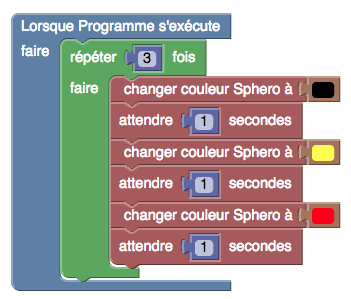 Lorsque Programme s'exécute
faire répéter 3 fois
faire changer couleur Sphero à
attendre 1 secondes
changer couleur Sphero à
attendre 1 secondes
changer couleur Sphero à
attendre 1 secondes